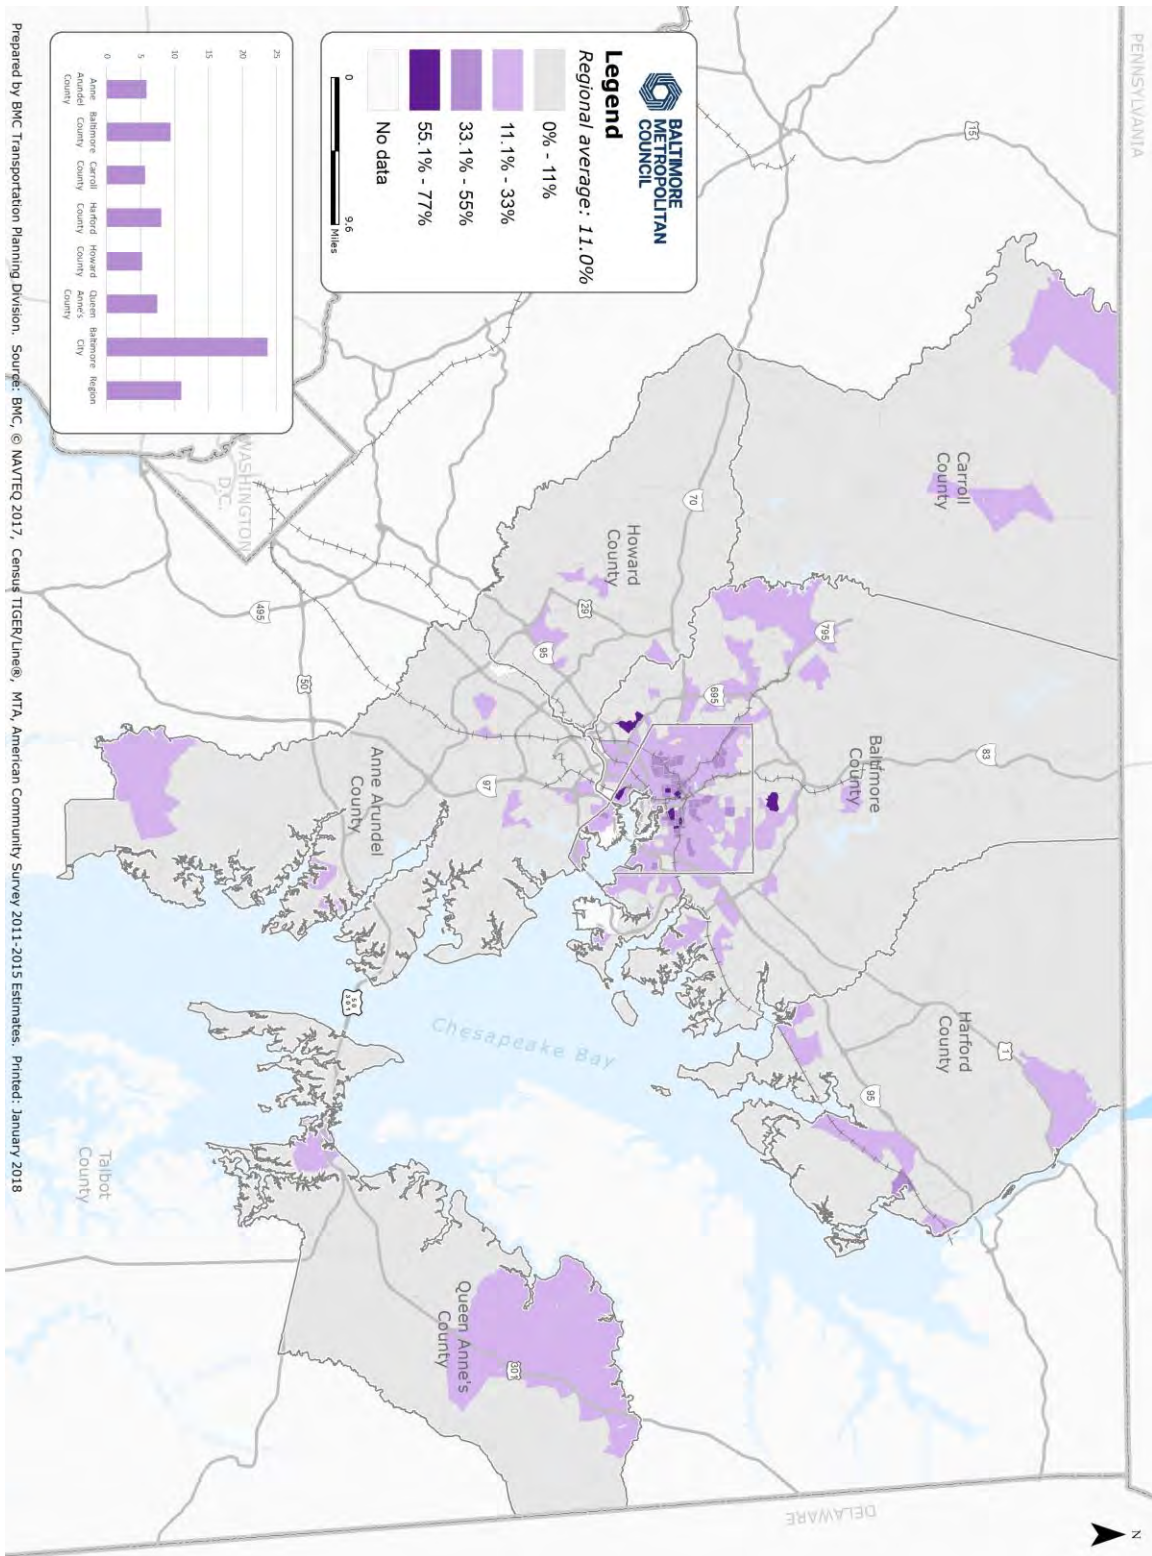 PENNSYLVANIA
N
BALTIMORE
METROPOLITAN
COUNCIL
Legend
Regional average: 11.0%
0% - 11%
11.1% - 33%
33.1% - 55%
55.1% - 77%
No data
0
9.6
Miles
15
Carroll
County
70
Howard
County
29
95
795
695
Baltimore
County
83
Harford
County
1
95
WASHINGTON
D.C.
495
50
Anne Arundel
County
97
50
301
Chesapeake Bay
Talbot
County
Queen Anne's
County
301
DELAWARE
25
20
15
10
5
0
Anne
Arundel
County
Baltimore
County
Carroll
County
Harford
County
Howard
County
Queen
Anne's
County
Baltimore
City
Region
Prepared by BMC Transportation Planning Division. Source: BMC, © NAVTEQ 2017, Census TIGER/Line®, MTA, American Community Survey 2011-2015 Estimates. Printed: January 2018